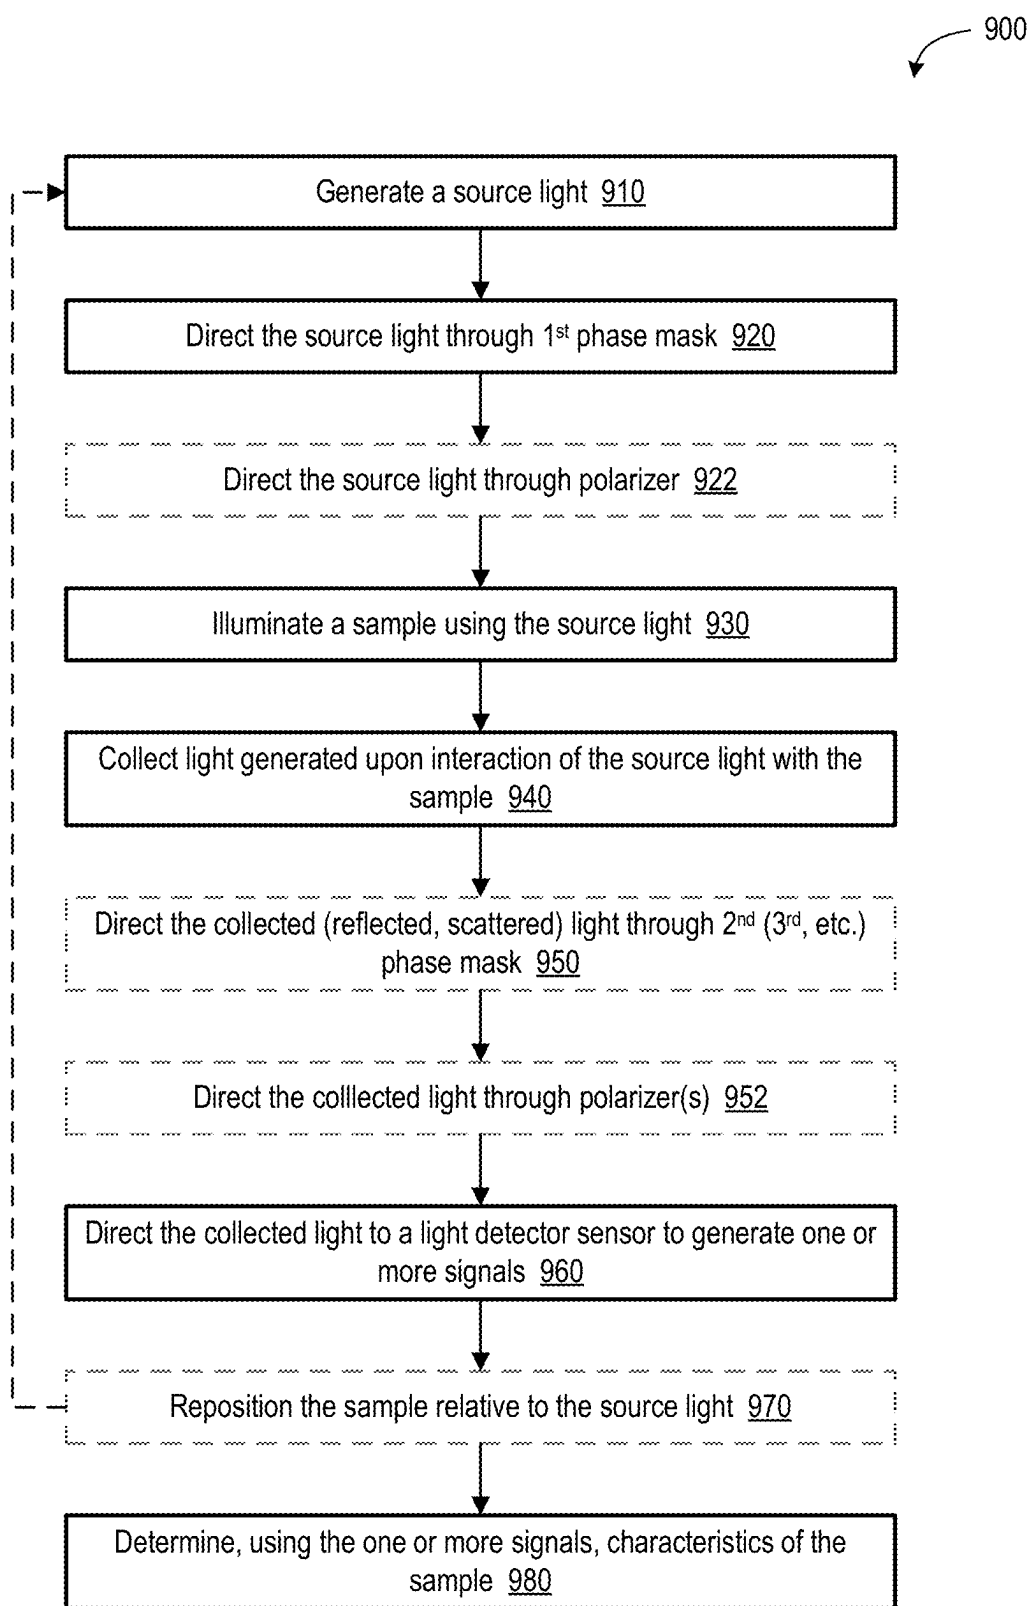 900
Generate a source light 910
Direct the source light through 1st phase mask 920
Direct the source light through polarizer 922
Illuminate a sample using the source light 930
Collect light generated upon interaction of the source light with the
sample 940
Direct the collected (reflected, scattered) light through 2nd (3rd, etc.)
phase mask 950
Direct the colllected light through polarizer(s) 952
Direct the collected light to a light detector sensor to generate one or
more signals 960
Reposition the sample relative to the source light 970
Determine, using the one or more signals, characteristics of the
sample 980